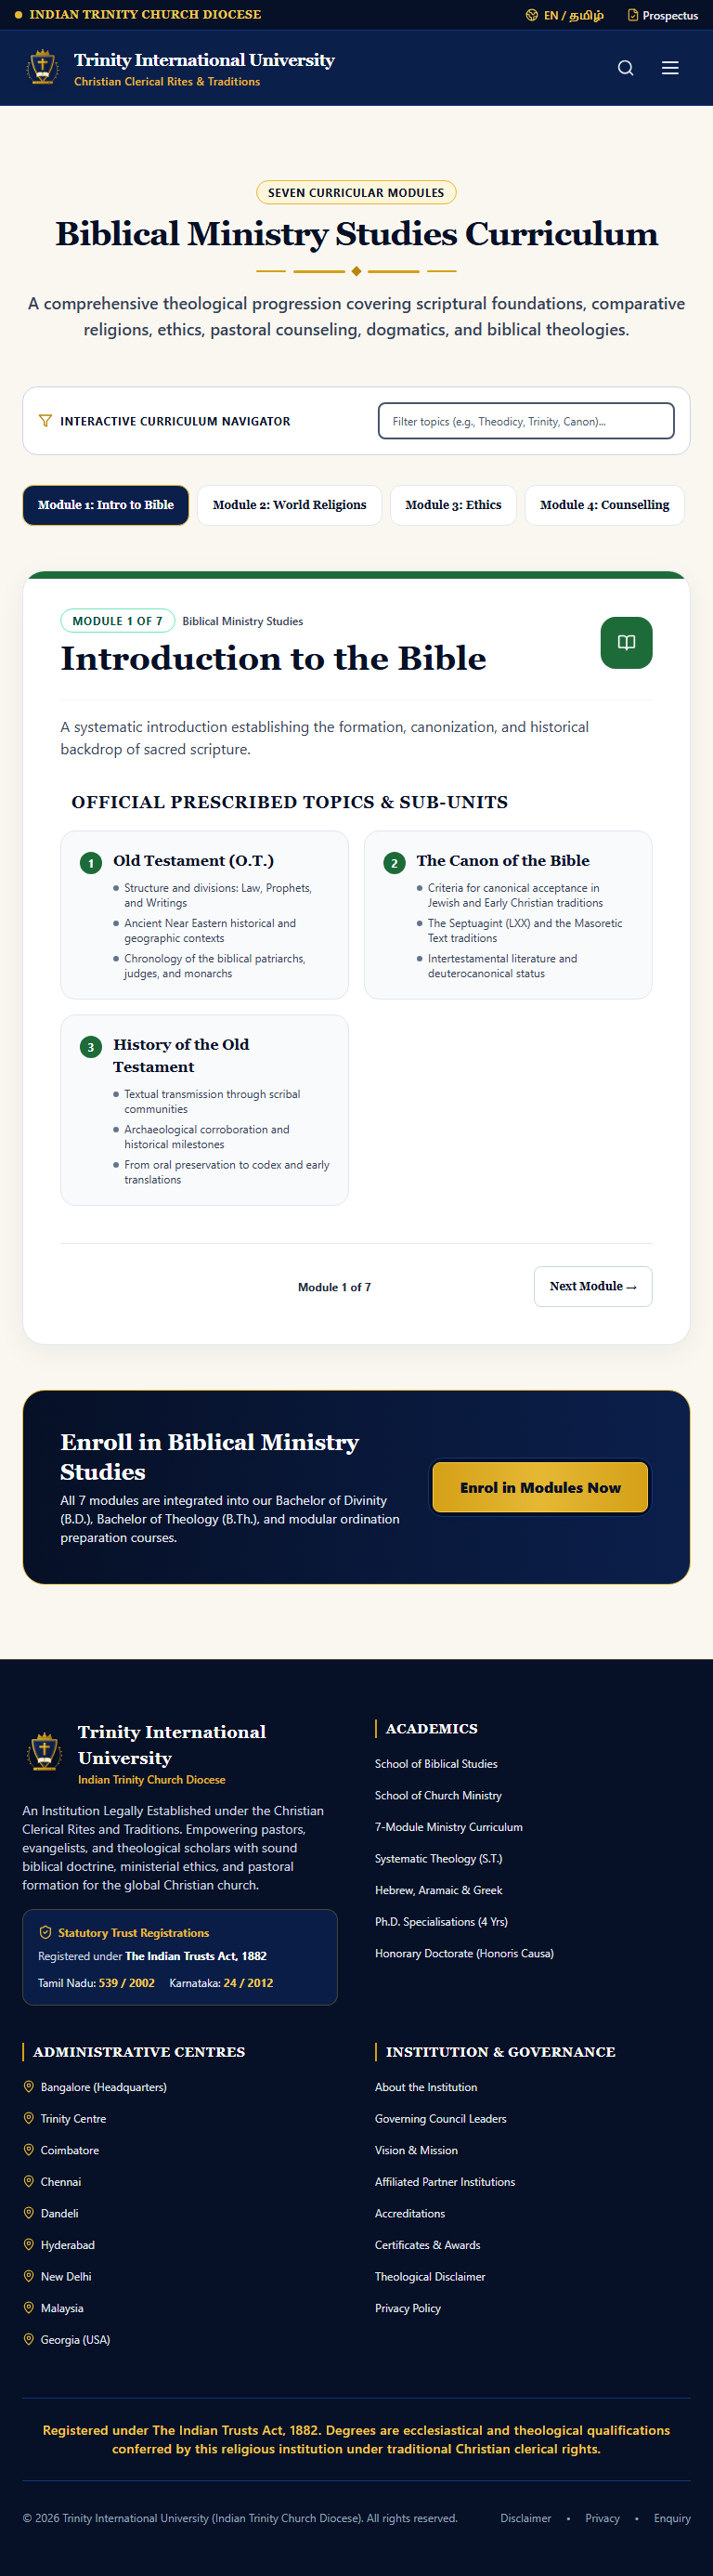 INDIAN TRINITY CHURCH DIOCESE
EN / தமிழ்
Prospectus
Trinity International University
Christian Clerical Rites & Traditions
SEVEN CURRICULAR MODULES
Biblical Ministry Studies Curriculum
A comprehensive theological progression covering scriptural foundations, comparative
religions, ethics, pastoral counseling, dogmatics, and biblical theologies.
INTERACTIVE CURRICULUM NAVIGATOR
Filter topics (e.g., Theodicy, Trinity, Canon)...
Module 1: Intro to Bible
Module 2: World Religions
Module 3: Ethics
Module 4: Counselling
MODULE 1 OF 7
Biblical Ministry Studies
Introduction to the Bible
A systematic introduction establishing the formation, canonization, and historical
backdrop of sacred scripture.
OFFICIAL PRESCRIBED TOPICS & SUB-UNITS
1 Old Testament (O.T.)
Structure and divisions: Law, Prophets,
and Writings
Ancient Near Eastern historical and
geographic contexts
Chronology of the biblical patriarchs,
judges, and monarchs
2 The Canon of the Bible
Criteria for canonical acceptance in
Jewish and Early Christian traditions
The Septuagint (LXX) and the Masoretic
Text traditions
Intertestamental literature and
deuterocanonical status
3 History of the Old
Testament
Textual transmission through scribal
communities
Archaeological corroboration and
historical milestones
From oral preservation to codex and early
translations
Module 1 of 7
Next Module →
Enroll in Biblical Ministry
Studies
All 7 modules are integrated into our Bachelor of Divinity
(B.D.), Bachelor of Theology (B.Th.), and modular ordination
preparation courses.
Enrol in Modules Now
Trinity International
University
Indian Trinity Church Diocese
An Institution Legally Established under the Christian
Clerical Rites and Traditions. Empowering pastors,
evangelists, and theological scholars with sound
biblical doctrine, ministerial ethics, and pastoral
formation for the global Christian church.
Statutory Trust Registrations
Registered under The Indian Trusts Act, 1882
Tamil Nadu: 539 / 2002 Karnataka: 24 / 2012
ACADEMICS
School of Biblical Studies
School of Church Ministry
7-Module Ministry Curriculum
Systematic Theology (S.T.)
Hebrew, Aramaic & Greek
Ph.D. Specialisations (4 Yrs)
Honorary Doctorate (Honoris Causa)
ADMINISTRATIVE CENTRES
Bangalore (Headquarters)
Trinity Centre
Coimbatore
Chennai
Dandeli
Hyderabad
New Delhi
Malaysia
Georgia (USA)
INSTITUTION & GOVERNANCE
About the Institution
Governing Council Leaders
Vision & Mission
Affiliated Partner Institutions
Accreditations
Certificates & Awards
Theological Disclaimer
Privacy Policy
Registered under The Indian Trusts Act, 1882. Degrees are ecclesiastical and theological qualifications
conferred by this religious institution under traditional Christian clerical rights.
© 2026 Trinity International University (Indian Trinity Church Diocese). All rights reserved.
Disclaimer • Privacy • Enquiry